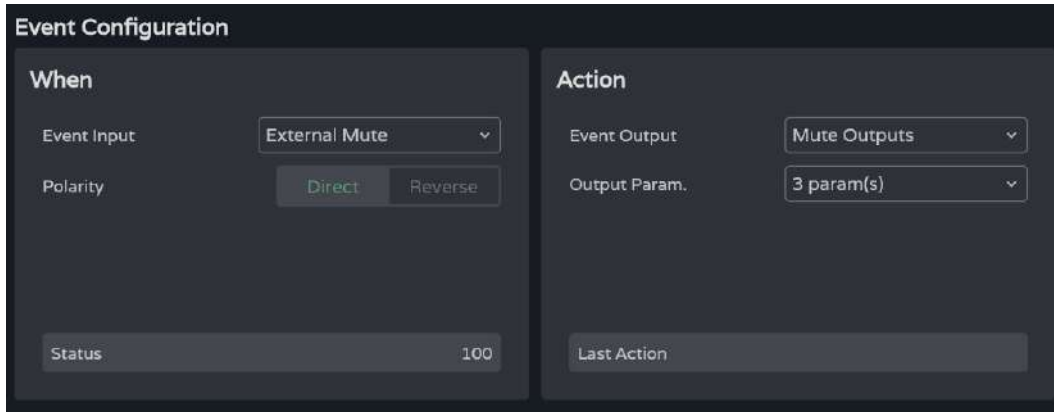 Event Configuration
When
Event Input
External Mute
Polarity
Direct
Reverse
Status
100
Action
Event Output
Mute Outputs
Output Param.
3 param(s)
Last Action